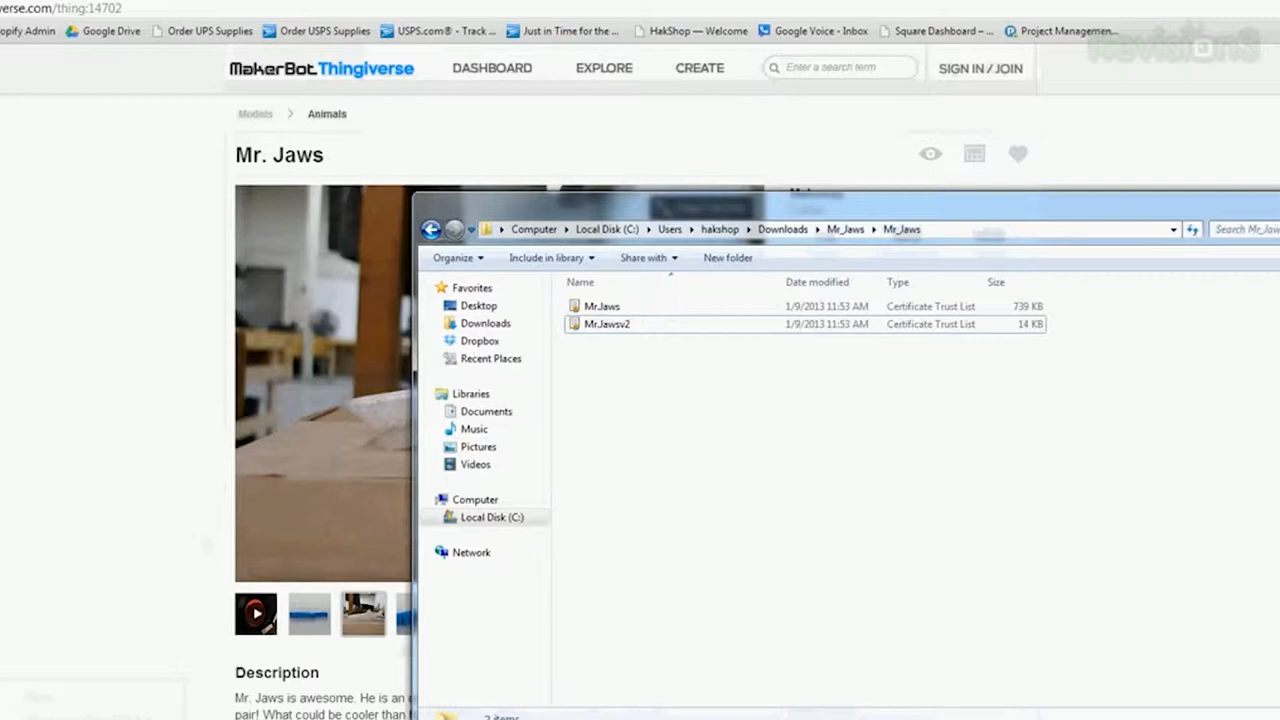 verse.com/thing:14702
opify Admin Google Drive Order UPS Supplies Order USPS Supplies USPS.com® - Track ... Just in Time for the ... HakShop — Welcome Google Voice - Inbox Square Dashboard – ... Project Managemen...
Revision3
MakerBot.Thingiverse DASHBOARD EXPLORE CREATE Enter a search term SIGN IN / JOIN
Models Animals
Mr. Jaws
Computer Local Disk (C:) Users hakshop Downloads Mr_Jaws Mr_Jaws Search Mr_Jaw
Organize Include in library Share with New folder
Name Date modified Type Size
MrJaws 1/9/2013 11:53 AM Certificate Trust List 739 KB
MrJawsv2 1/9/2013 11:53 AM Certificate Trust List 14 KB
Favorites
Desktop
Downloads
Dropbox
Recent Places
Libraries
Documents
Music
Pictures
Videos
Computer
Local Disk (C:)
Network
2 items
Description
Mr. Jaws is awesome. He is an
pair! What could be cooler than